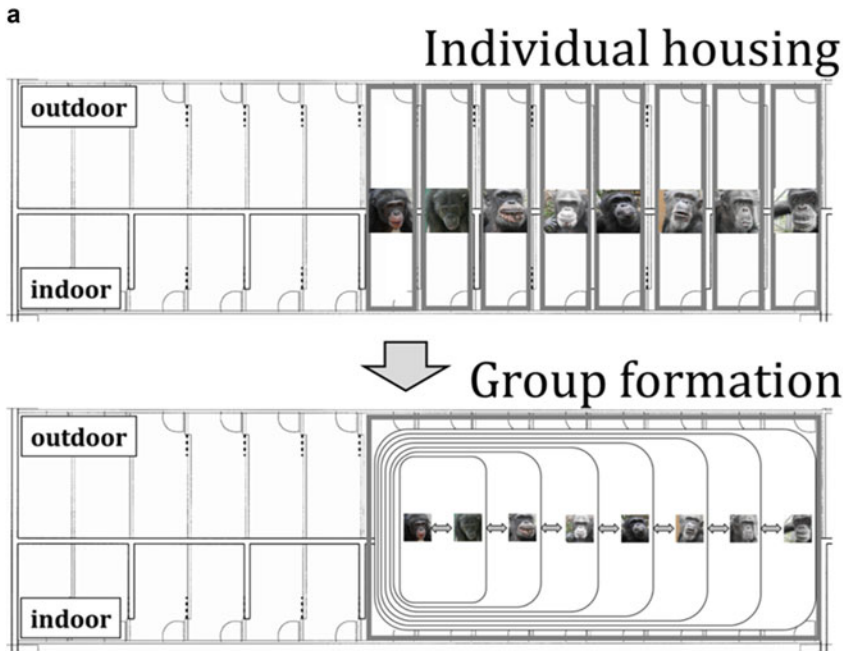 a
Individual housing
outdoor
indoor
Group formation
outdoor
indoor